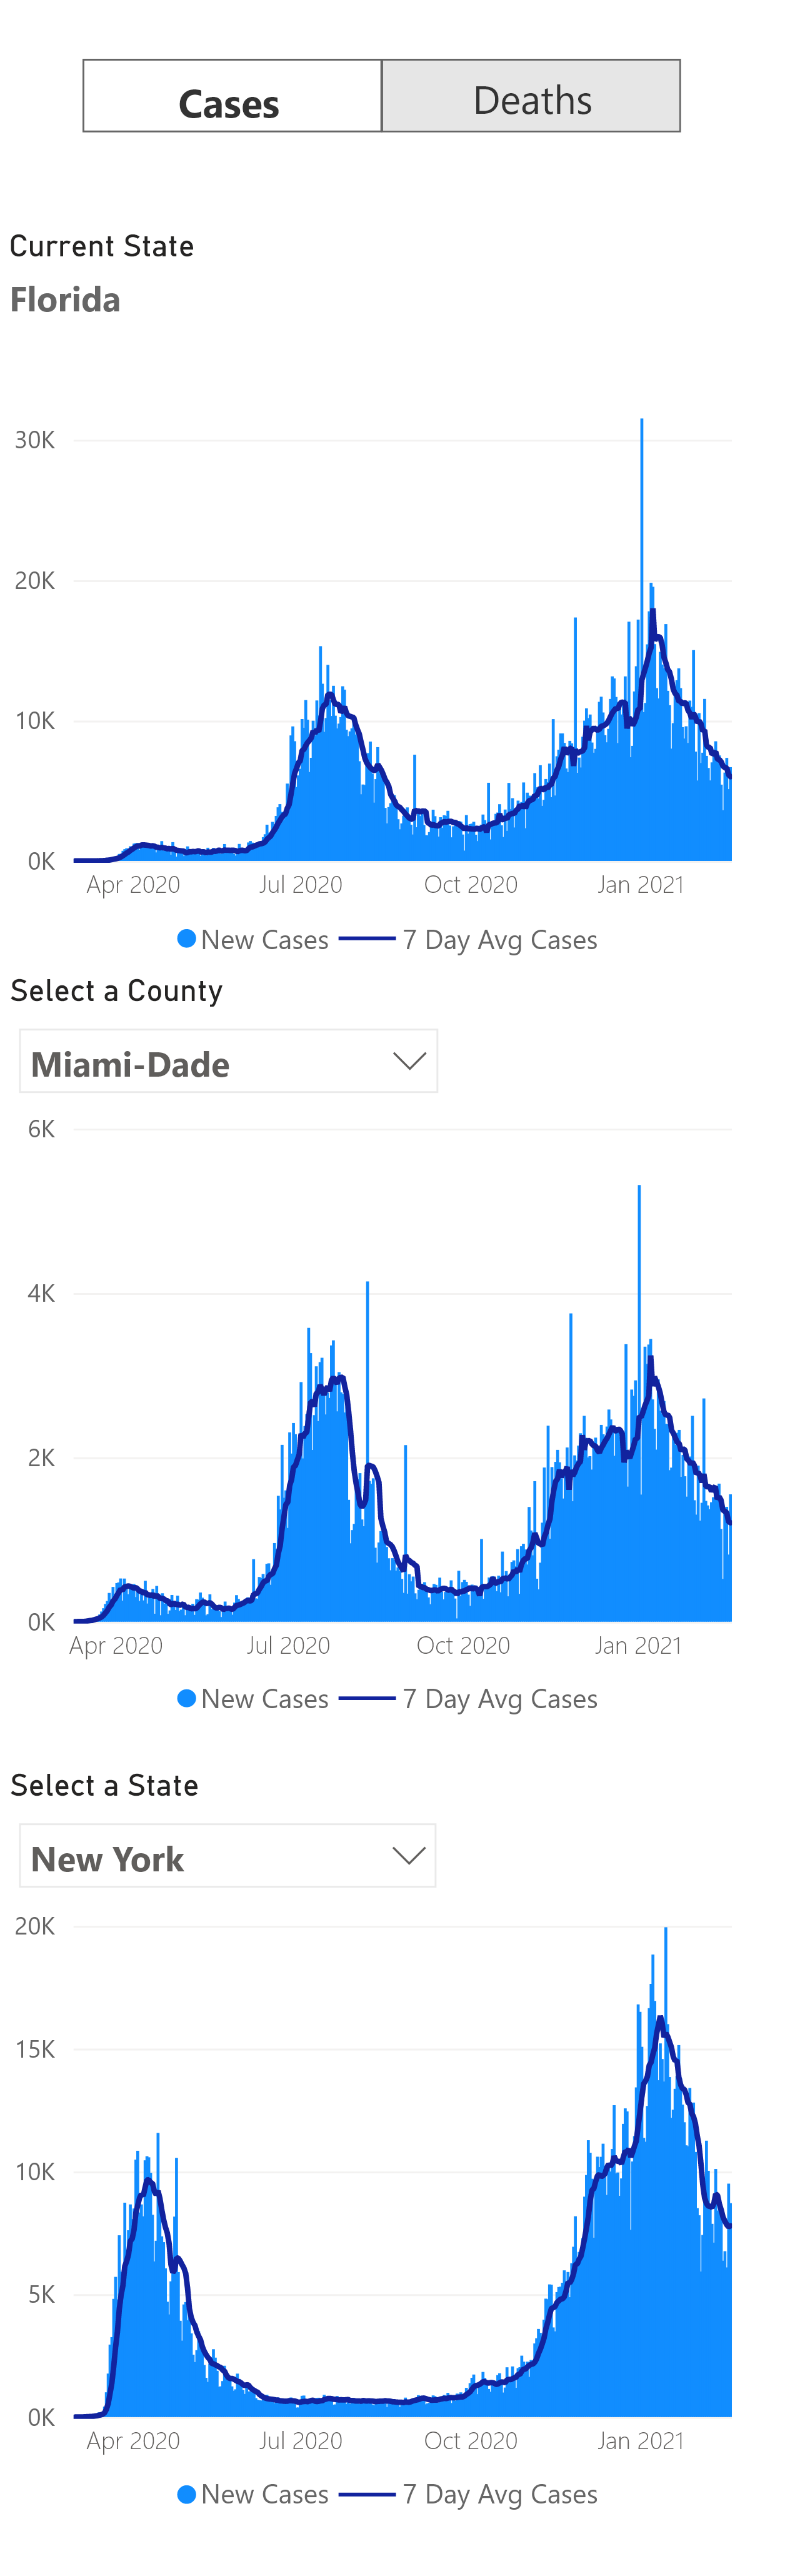 Cases Deaths
Current State
Florida
30K
20K
10K
0K
Apr 2020 Jul 2020 Oct 2020 Jan 2021
New Cases 7 Day Avg Cases
Select a County
Miami-Dade
6K
4K
2K
0K
Apr 2020 Jul 2020 Oct 2020 Jan 2021
New Cases 7 Day Avg Cases
Select a State
New York
20K
15K
10K
5K
0K
Apr 2020 Jul 2020 Oct 2020 Jan 2021
New Cases 7 Day Avg Cases